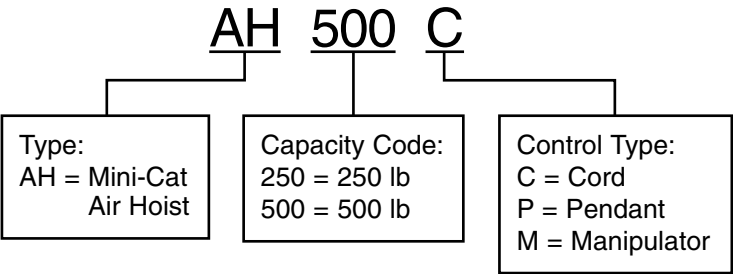 AH 500 C
Type:
AH = Mini-Cat
Air Hoist
Capacity Code:
250 = 250 lb
500 = 500 lb
Control Type:
C = Cord
P = Pendant
M = Manipulator